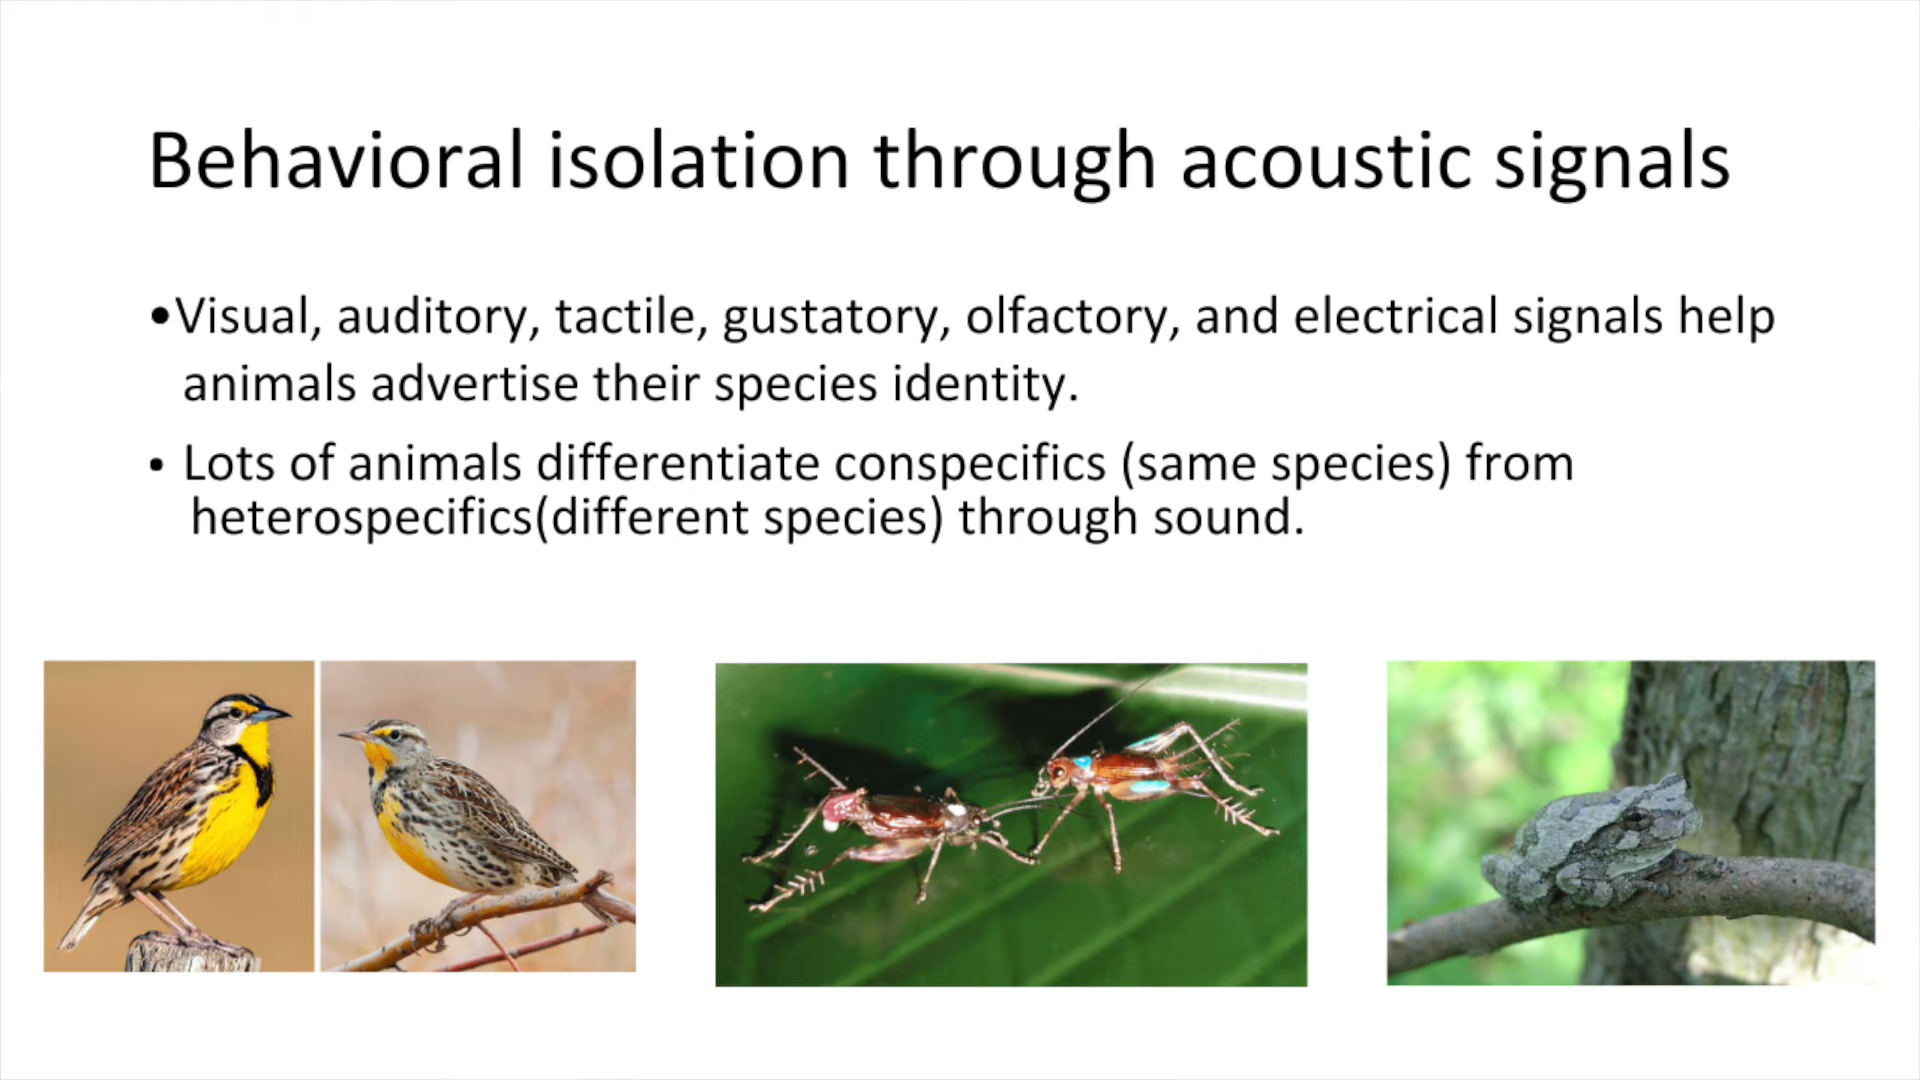 Behavioral isolation through acoustic signals
•Visual, auditory, tactile, gustatory, olfactory, and electrical signals help
animals advertise their species identity.
• Lots of animals differentiate conspecifics (same species) from
heterospecifics(different species) through sound.